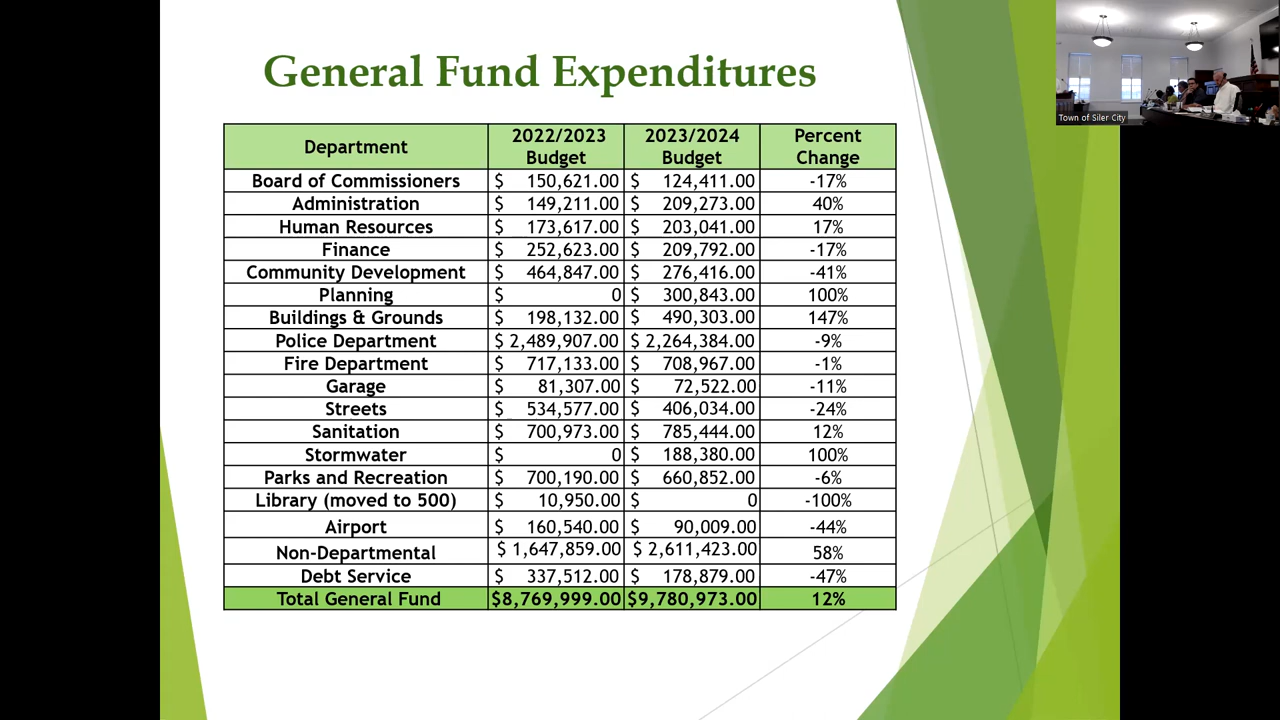 General Fund Expenditures
Town of Siler City
Department 2022/2023 Budget 2023/2024 Budget Percent Change
Board of Commissioners $ 150,621.00 $ 124,411.00 -17%
Administration $ 149,211.00 $ 209,273.00 40%
Human Resources $ 173,617.00 $ 203,041.00 17%
Finance $ 252,623.00 $ 209,792.00 -17%
Community Development $ 464,847.00 $ 276,416.00 -41%
Planning $ 0 $ 300,843.00 100%
Buildings & Grounds $ 198,132.00 $ 490,303.00 147%
Police Department $ 2,489,907.00 $ 2,264,384.00 -9%
Fire Department $ 717,133.00 $ 708,967.00 -1%
Garage $ 81,307.00 $ 72,522.00 -11%
Streets $ 534,577.00 $ 406,034.00 -24%
Sanitation $ 700,973.00 $ 785,444.00 12%
Stormwater $ 0 $ 188,380.00 100%
Parks and Recreation $ 700,190.00 $ 660,852.00 -6%
Library (moved to 500) $ 10,950.00 $ 0 -100%
Airport $ 160,540.00 $ 90,009.00 -44%
Non-Departmental $ 1,647,859.00 $ 2,611,423.00 58%
Debt Service $ 337,512.00 $ 178,879.00 -47%
Total General Fund $8,769,999.00 $9,780,973.00 12%